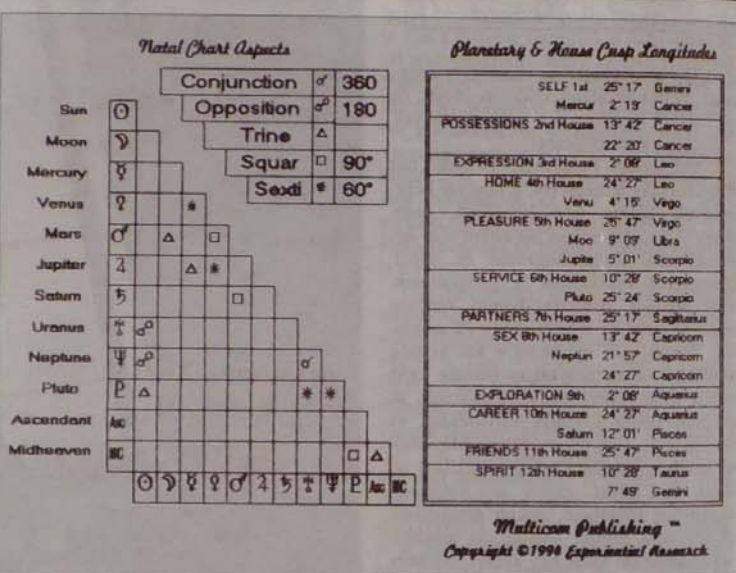 Natal Chart Aspects
Conjunction ☌ 360
Opposition ☍ 180
Trine △
Squar □ 90°
Sexti ⚹ 60°
Sun ☉
Moon ☽
Mercury ☿
Venus ♀ ⚹
Mars ♂ △ □
Jupiter ♃ △ ⚹
Saturn ♄ □
Uranus ♅ ☍
Neptune ♆ ☍ ☌
Pluto ♇ △ ⚹ ⚹
Ascendant Asc
Midheaven MC □ △
☉ ☽ ☿ ♀ ♂ ♃ ♄ ♅ ♆ ♇ Asc MC
Planetary & House Cusp Longitudes
SELF 1st 25° 17' Gemini
Mercur 2° 19' Cancer
POSSESSIONS 2nd House 13° 42' Cancer
22° 20' Cancer
EXPRESSION 3rd House 2° 08' Leo
HOME 4th House 24° 27' Leo
Venu 4° 15' Virgo
PLEASURE 5th House 25° 47' Virgo
Moo 9° 09' Libra
Jupite 5° 01' Scorpio
SERVICE 6th House 10° 28' Scorpio
Pluto 25° 24' Scorpio
PARTNERS 7th House 25° 17' Sagittarius
SEX 8th House 13° 42' Capricorn
Neptun 21° 57' Capricorn
24° 27' Capricorn
EXPLORATION 9th 2° 08' Aquarius
CAREER 10th House 24° 27' Aquarius
Saturn 12° 01' Pisces
FRIENDS 11th House 25° 47' Pisces
SPIRIT 12th House 10° 28' Taurus
7° 49' Gemini
Multicom Publishing ™
Copyright ©1994 Experiential Research